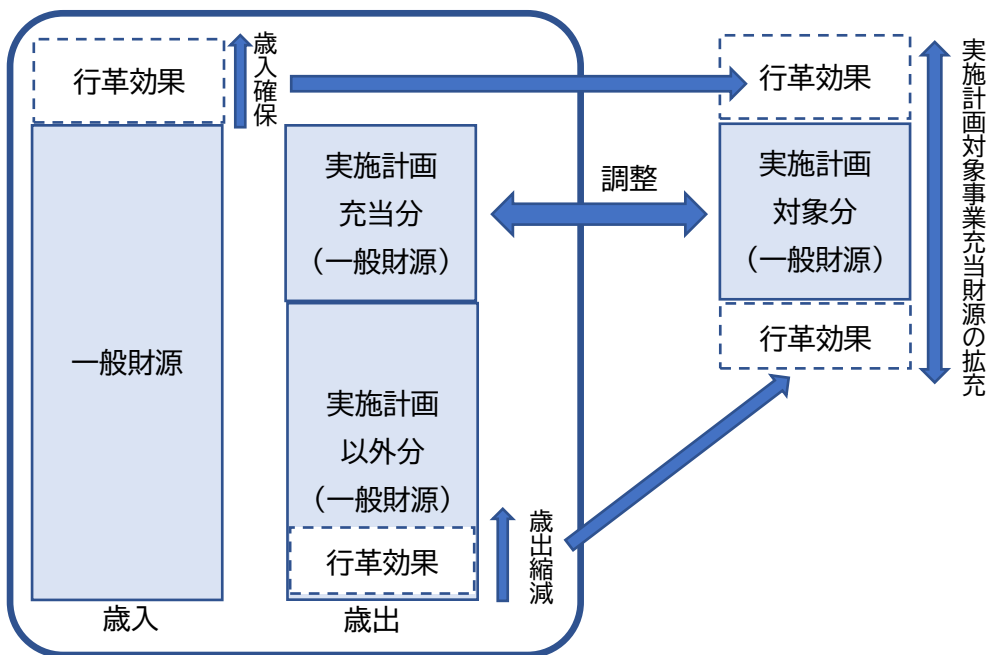 行革効果
歳入確保
一般財源
歳入
実施計画
充当分
（一般財源）
実施計画
以外分
（一般財源）
行革効果
歳出縮減
歳出
調整
行革効果
実施計画
対象分
（一般財源）
行革効果
実施計画対象事業充当財源の拡充